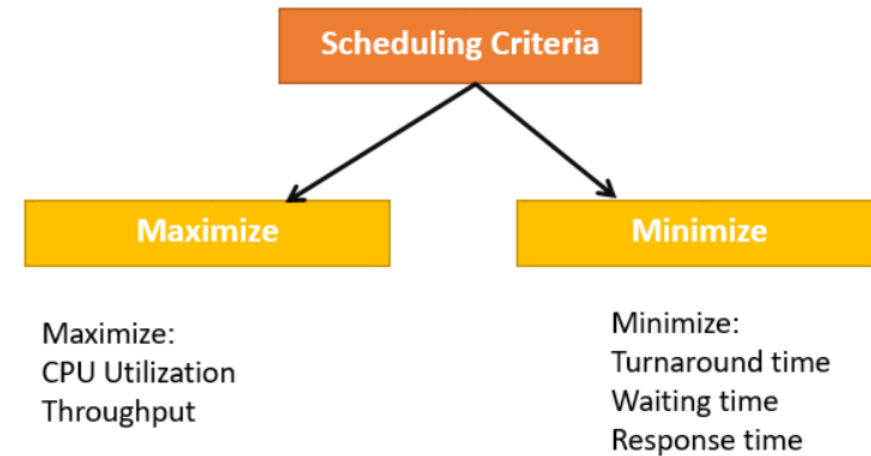 Scheduling Criteria
Maximize
Minimize
Maximize:
CPU Utilization
Throughput
Minimize:
Turnaround time
Waiting time
Response time